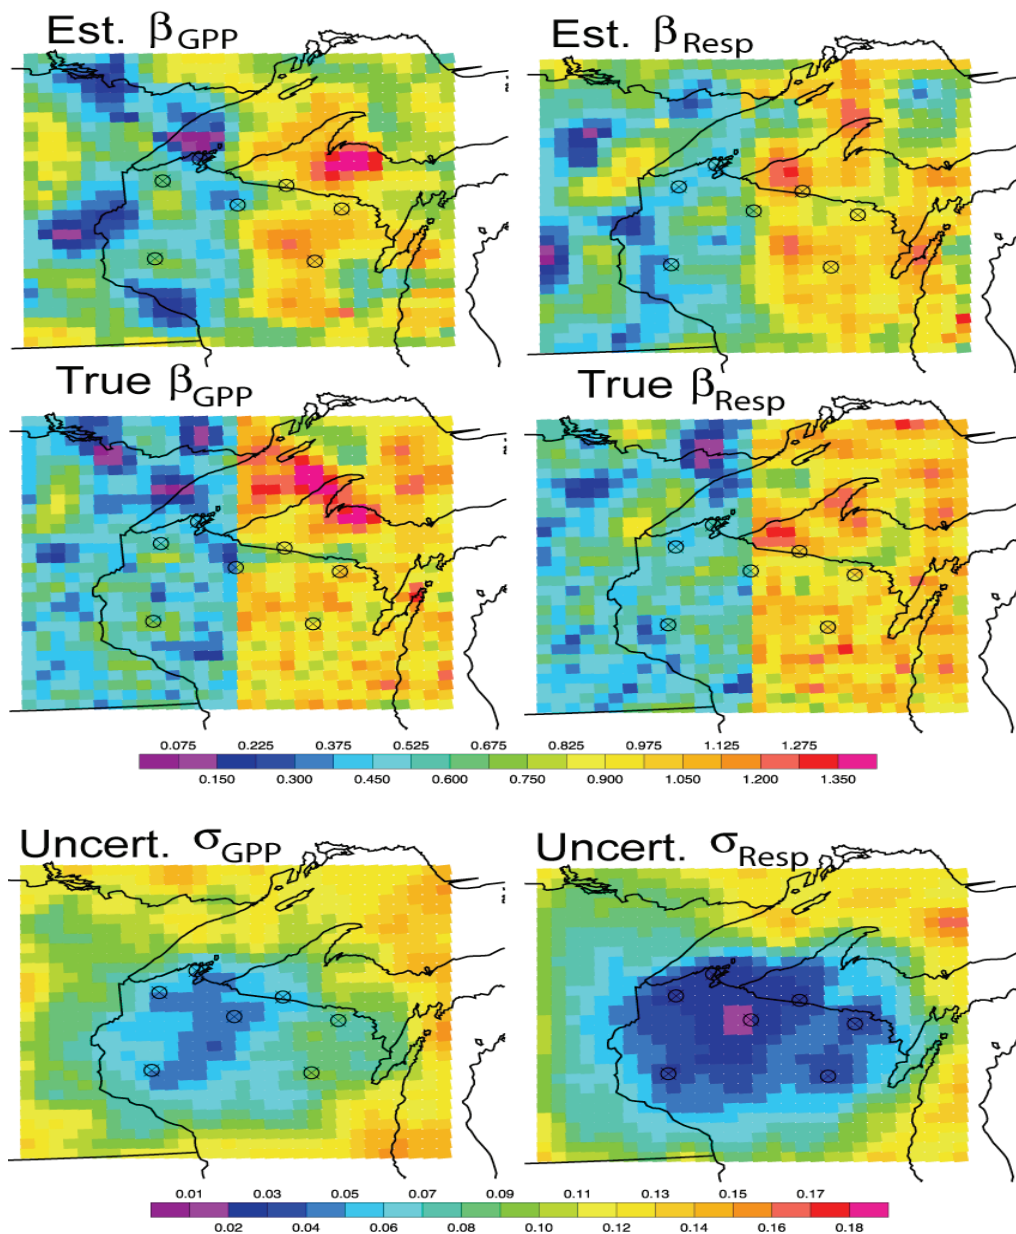 Est. βGPP
Est. βResp
True βGPP
True βResp
0.075 0.225 0.375 0.525 0.675 0.825 0.975 1.125 1.275
0.150 0.300 0.450 0.600 0.750 0.900 1.050 1.200 1.350
Uncert. σGPP
Uncert. σResp
0.01 0.03 0.05 0.07 0.09 0.11 0.13 0.15 0.17
0.02 0.04 0.06 0.08 0.10 0.12 0.14 0.16 0.18